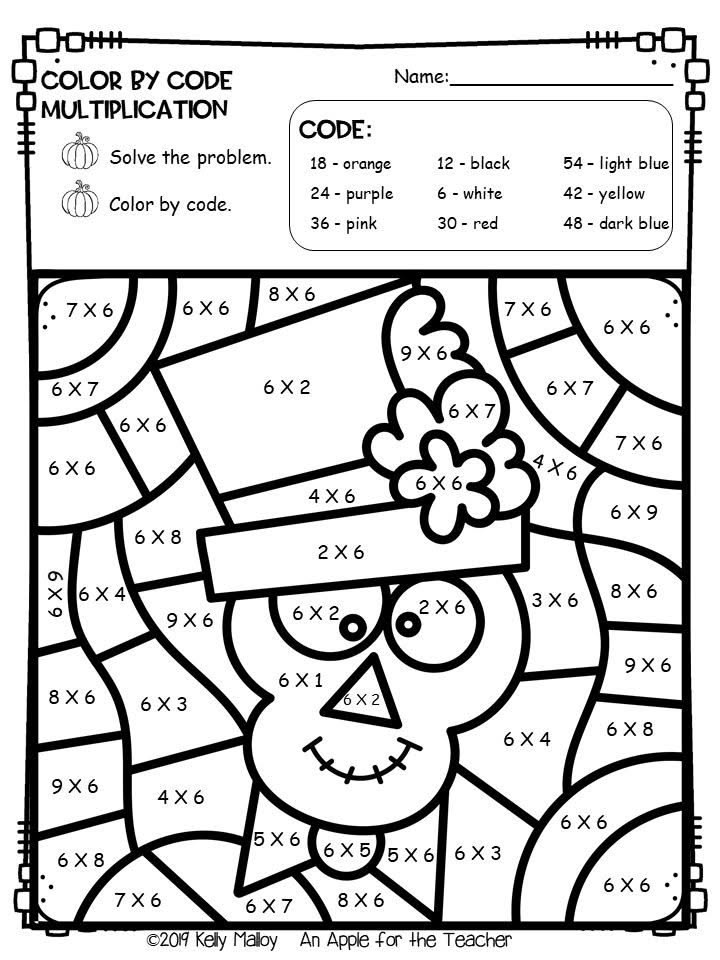 COLOR BY CODE
MULTIPLICATION
Name:
Solve the problem.
Color by code.
CODE:
18 - orange 12 - black 54 - light blue
24 - purple 6 - white 42 - yellow
36 - pink 30 - red 48 - dark blue
7 X 6
6 X 6
8 X 6
7 X 6
6 X 6
9 X 6
6 X 7
6 X 2
6 X 7
6 X 7
6 X 6
7 X 6
6 X 6
4 X 6
6 X 6
4 X 6
6 X 9
6 X 8
2 X 6
6 X 9
6 X 4
9 X 6
6 X 2
2 X 6
3 X 6
8 X 6
9 X 6
6 X 1
6 X 2
8 X 6
6 X 3
6 X 4
6 X 8
9 X 6
4 X 6
6 X 6
5 X 6
6 X 5
5 X 6
6 X 3
6 X 8
6 X 6
7 X 6
6 X 7
8 X 6
©2019 Kelly Malloy An Apple for the Teacher